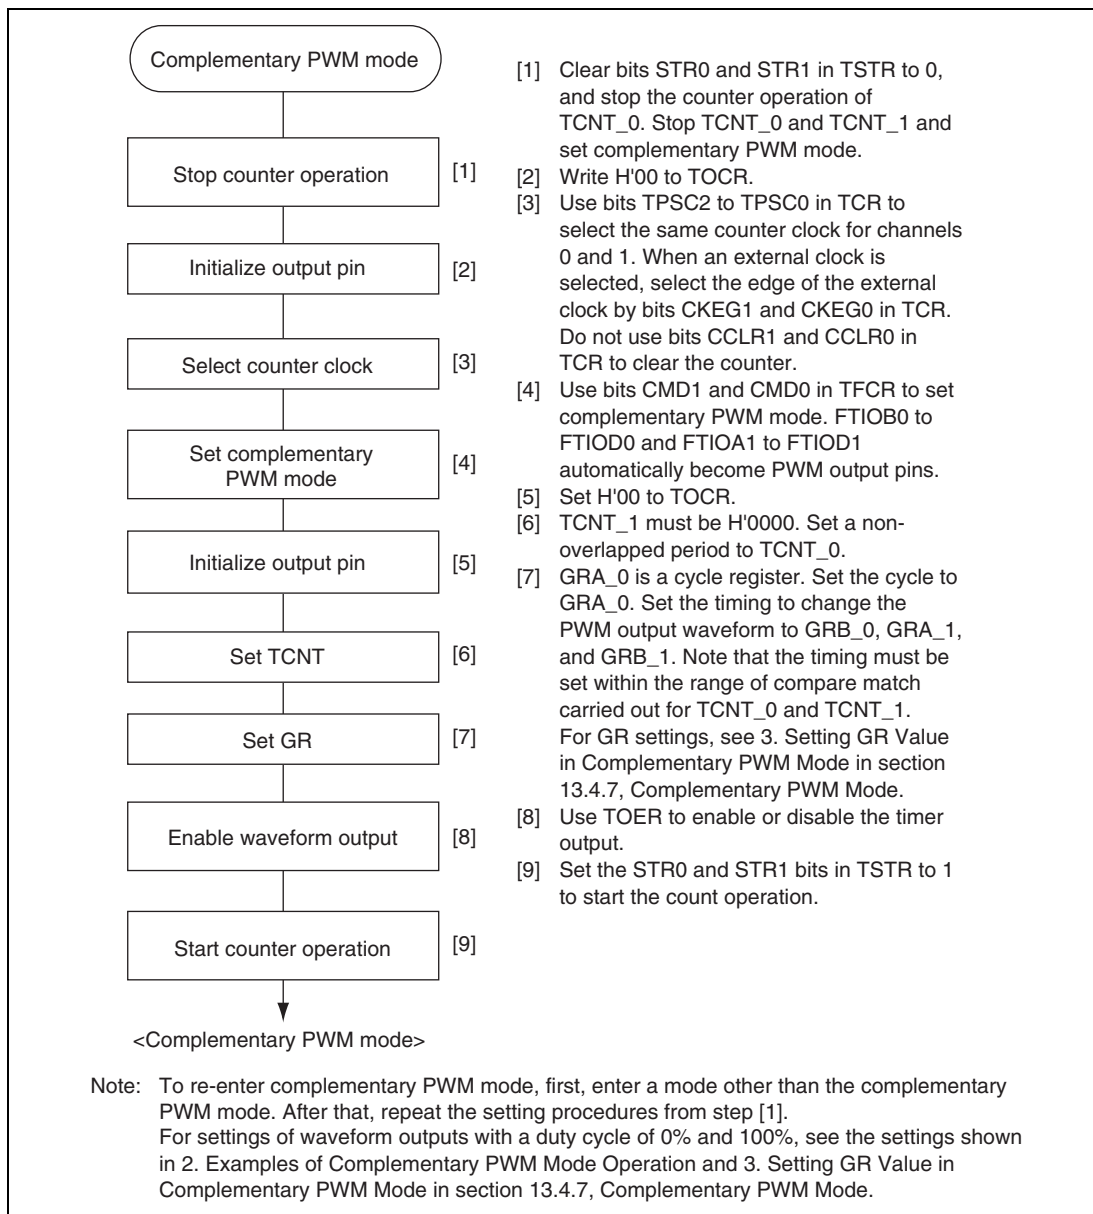 Complementary PWM mode
Stop counter operation
[1]
Initialize output pin
[2]
Select counter clock
[3]
Set complementary
PWM mode
[4]
Initialize output pin
[5]
Set TCNT
[6]
Set GR
[7]
Enable waveform output
[8]
Start counter operation
[9]
<Complementary PWM mode>
[1] Clear bits STR0 and STR1 in TSTR to 0,
and stop the counter operation of
TCNT_0. Stop TCNT_0 and TCNT_1 and
set complementary PWM mode.
[2] Write H'00 to TOCR.
[3] Use bits TPSC2 to TPSC0 in TCR to
select the same counter clock for channels
0 and 1. When an external clock is
selected, select the edge of the external
clock by bits CKEG1 and CKEG0 in TCR.
Do not use bits CCLR1 and CCLR0 in
TCR to clear the counter.
[4] Use bits CMD1 and CMD0 in TFCR to set
complementary PWM mode. FTIOB0 to
FTIOD0 and FTIOA1 to FTIOD1
automatically become PWM output pins.
[5] Set H'00 to TOCR.
[6] TCNT_1 must be H'0000. Set a non-
overlapped period to TCNT_0.
[7] GRA_0 is a cycle register. Set the cycle to
GRA_0. Set the timing to change the
PWM output waveform to GRB_0, GRA_1,
and GRB_1. Note that the timing must be
set within the range of compare match
carried out for TCNT_0 and TCNT_1.
For GR settings, see 3. Setting GR Value
in Complementary PWM Mode in section
13.4.7, Complementary PWM Mode.
[8] Use TOER to enable or disable the timer
output.
[9] Set the STR0 and STR1 bits in TSTR to 1
to start the count operation.
Note: To re-enter complementary PWM mode, first, enter a mode other than the complementary
PWM mode. After that, repeat the setting procedures from step [1].
For settings of waveform outputs with a duty cycle of 0% and 100%, see the settings shown
in 2. Examples of Complementary PWM Mode Operation and 3. Setting GR Value in
Complementary PWM Mode in section 13.4.7, Complementary PWM Mode.